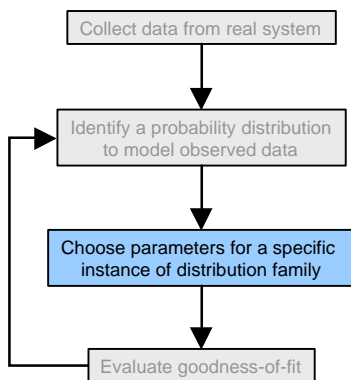 Collect data from real system
Identify a probability distribution
to model observed data
Choose parameters for a specific
instance of distribution family
Evaluate goodness-of-fit